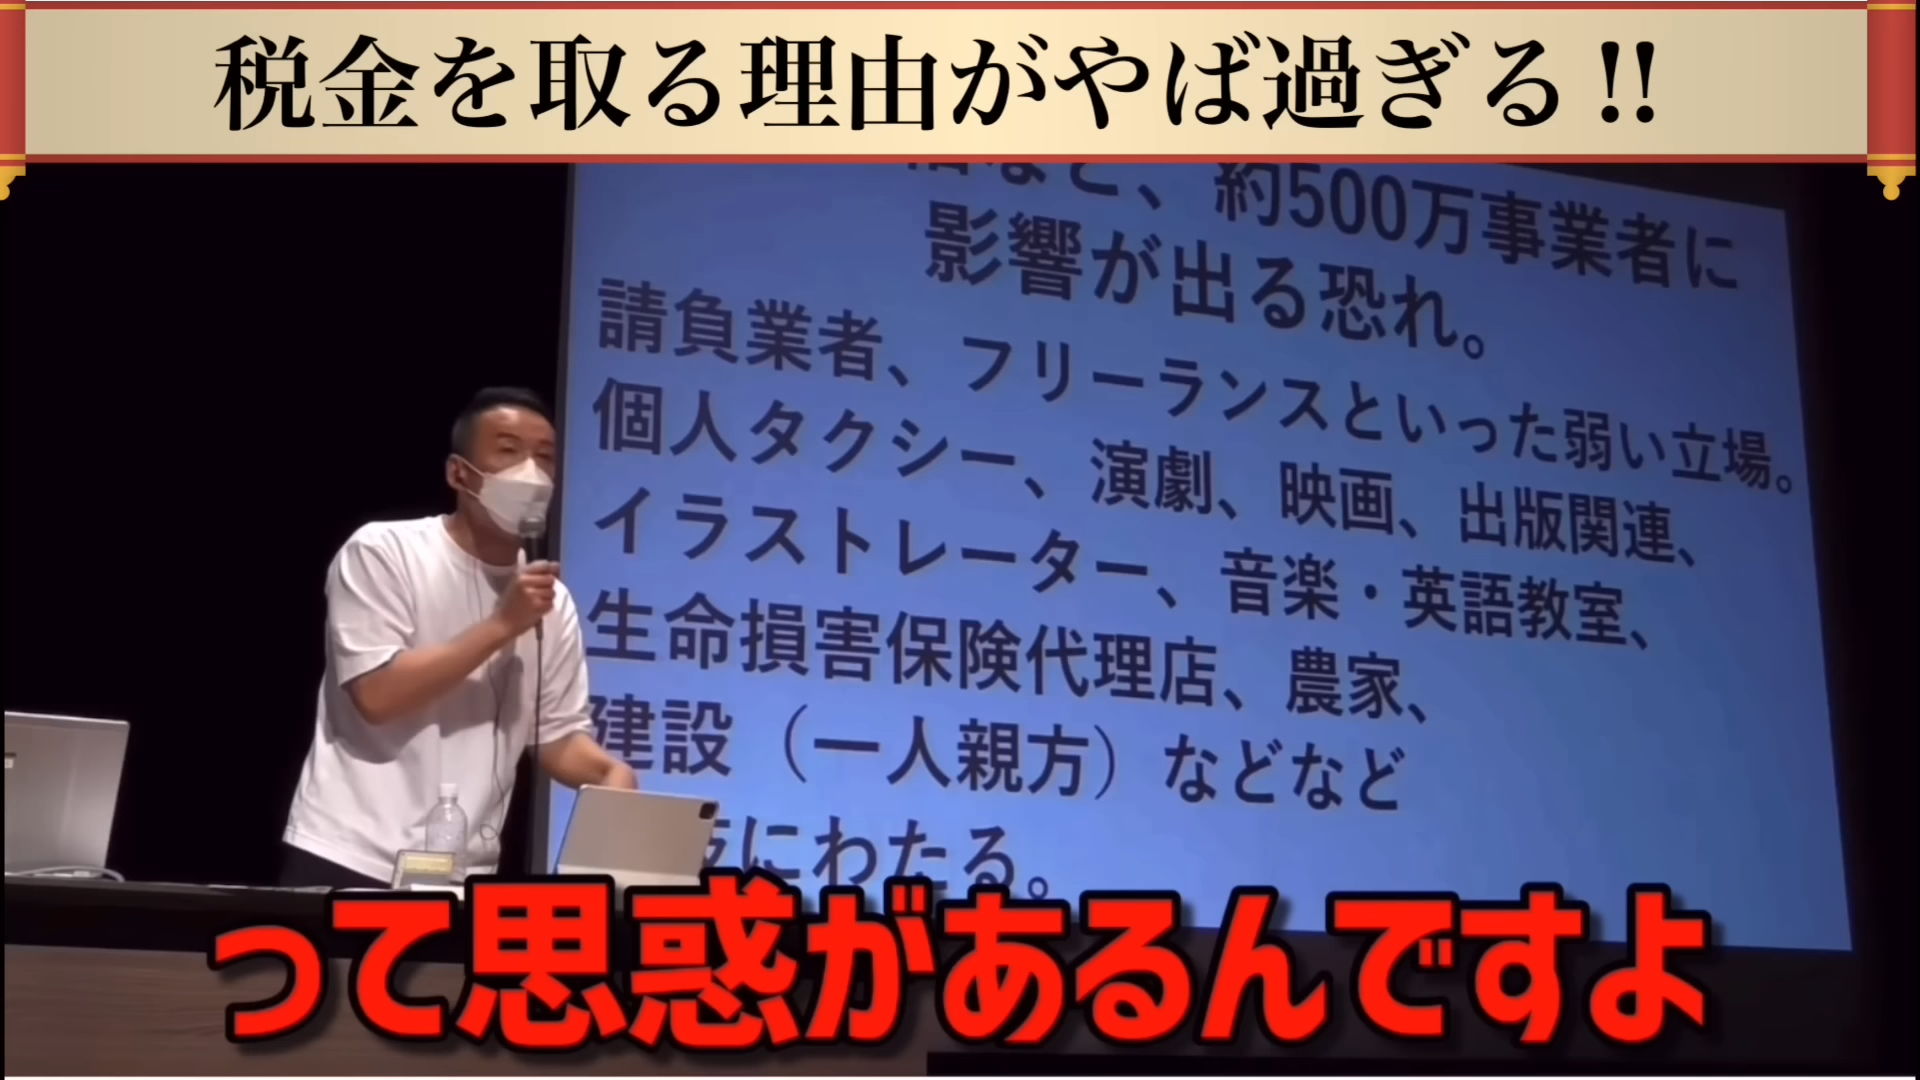 税金を取る理由がやば過ぎる!!
など、約500万事業者に
影響が出る恐れ。
請負業者、フリーランスといった弱い立場。
個人タクシー、演劇、映画、出版関連、
イラストレーター、音楽・英語教室、
生命損害保険代理店、農家、
建設（一人親方）などなど
にわたる。
って思惑があるんですよ